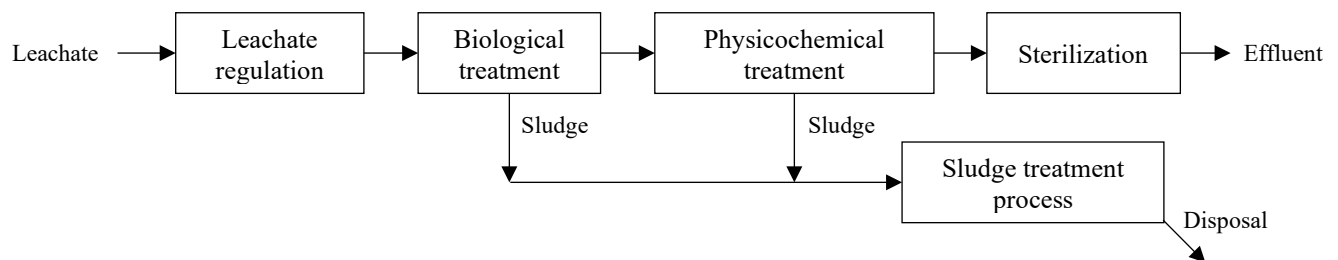 Leachate
Leachate
regulation
Biological
treatment
Physicochemical
treatment
Sterilization
Effluent
Sludge
Sludge
Sludge treatment
process
Disposal